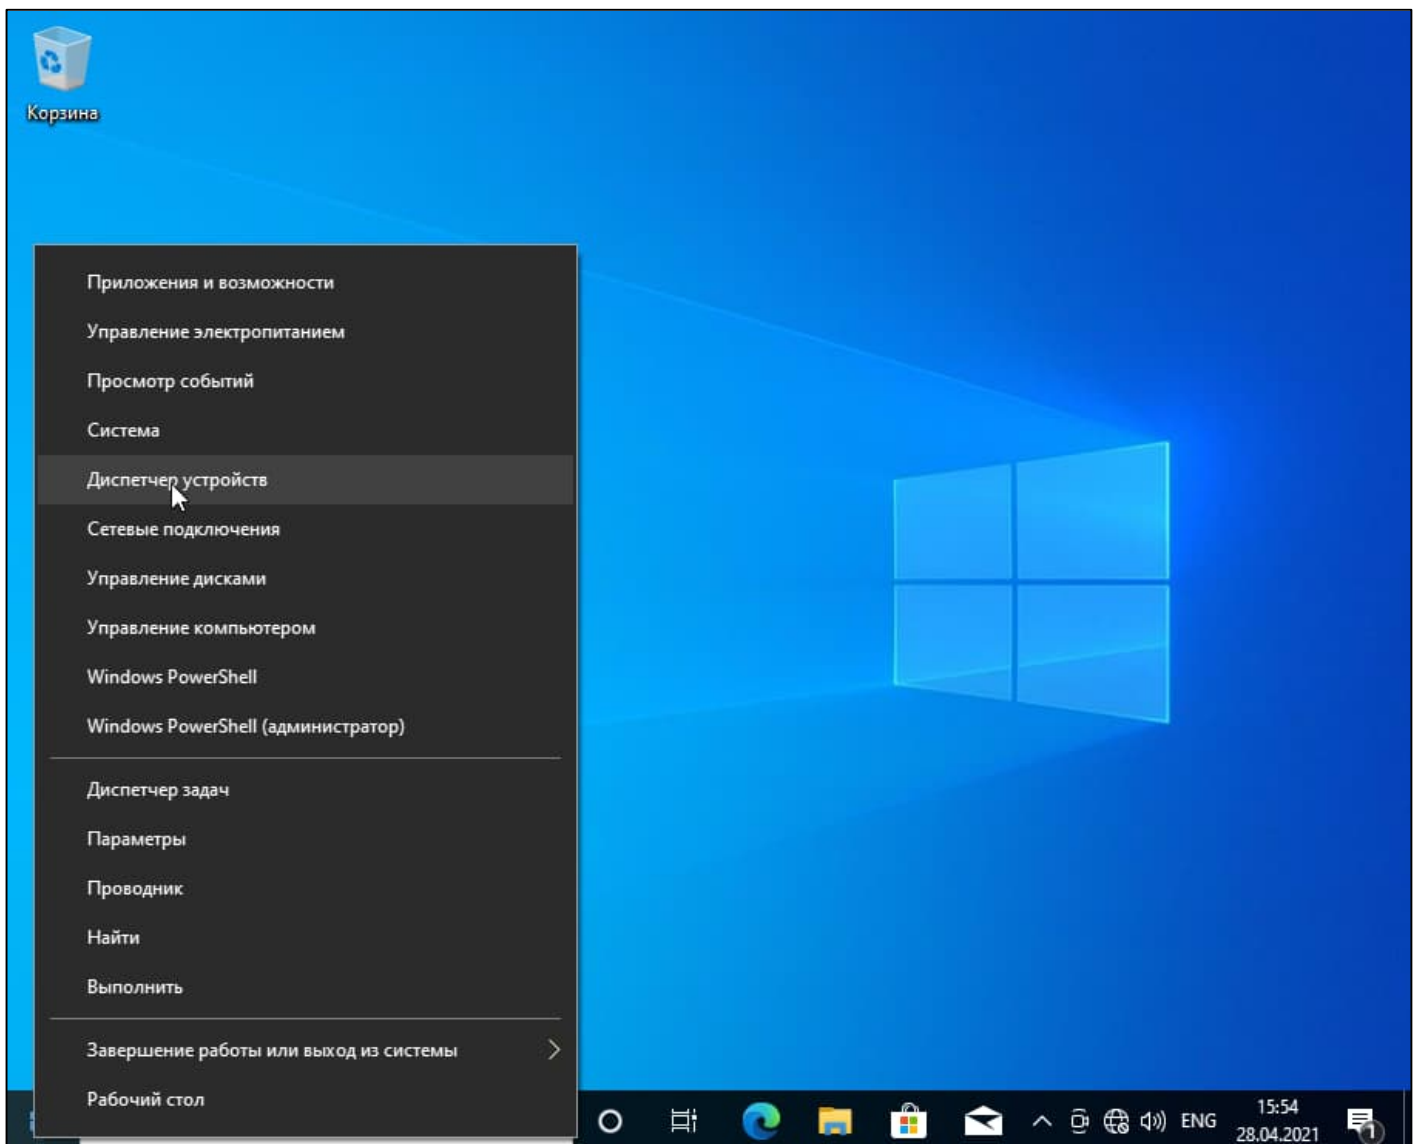 Корзина
Приложения и возможности
Управление электропитанием
Просмотр событий
Система
Диспетчер устройств
Сетевые подключения
Управление дисками
Управление компьютером
Windows PowerShell
Windows PowerShell (администратор)
Диспетчер задач
Параметры
Проводник
Найти
Выполнить
Завершение работы или выход из системы
Рабочий стол
ENG
15:54
28.04.2021
1